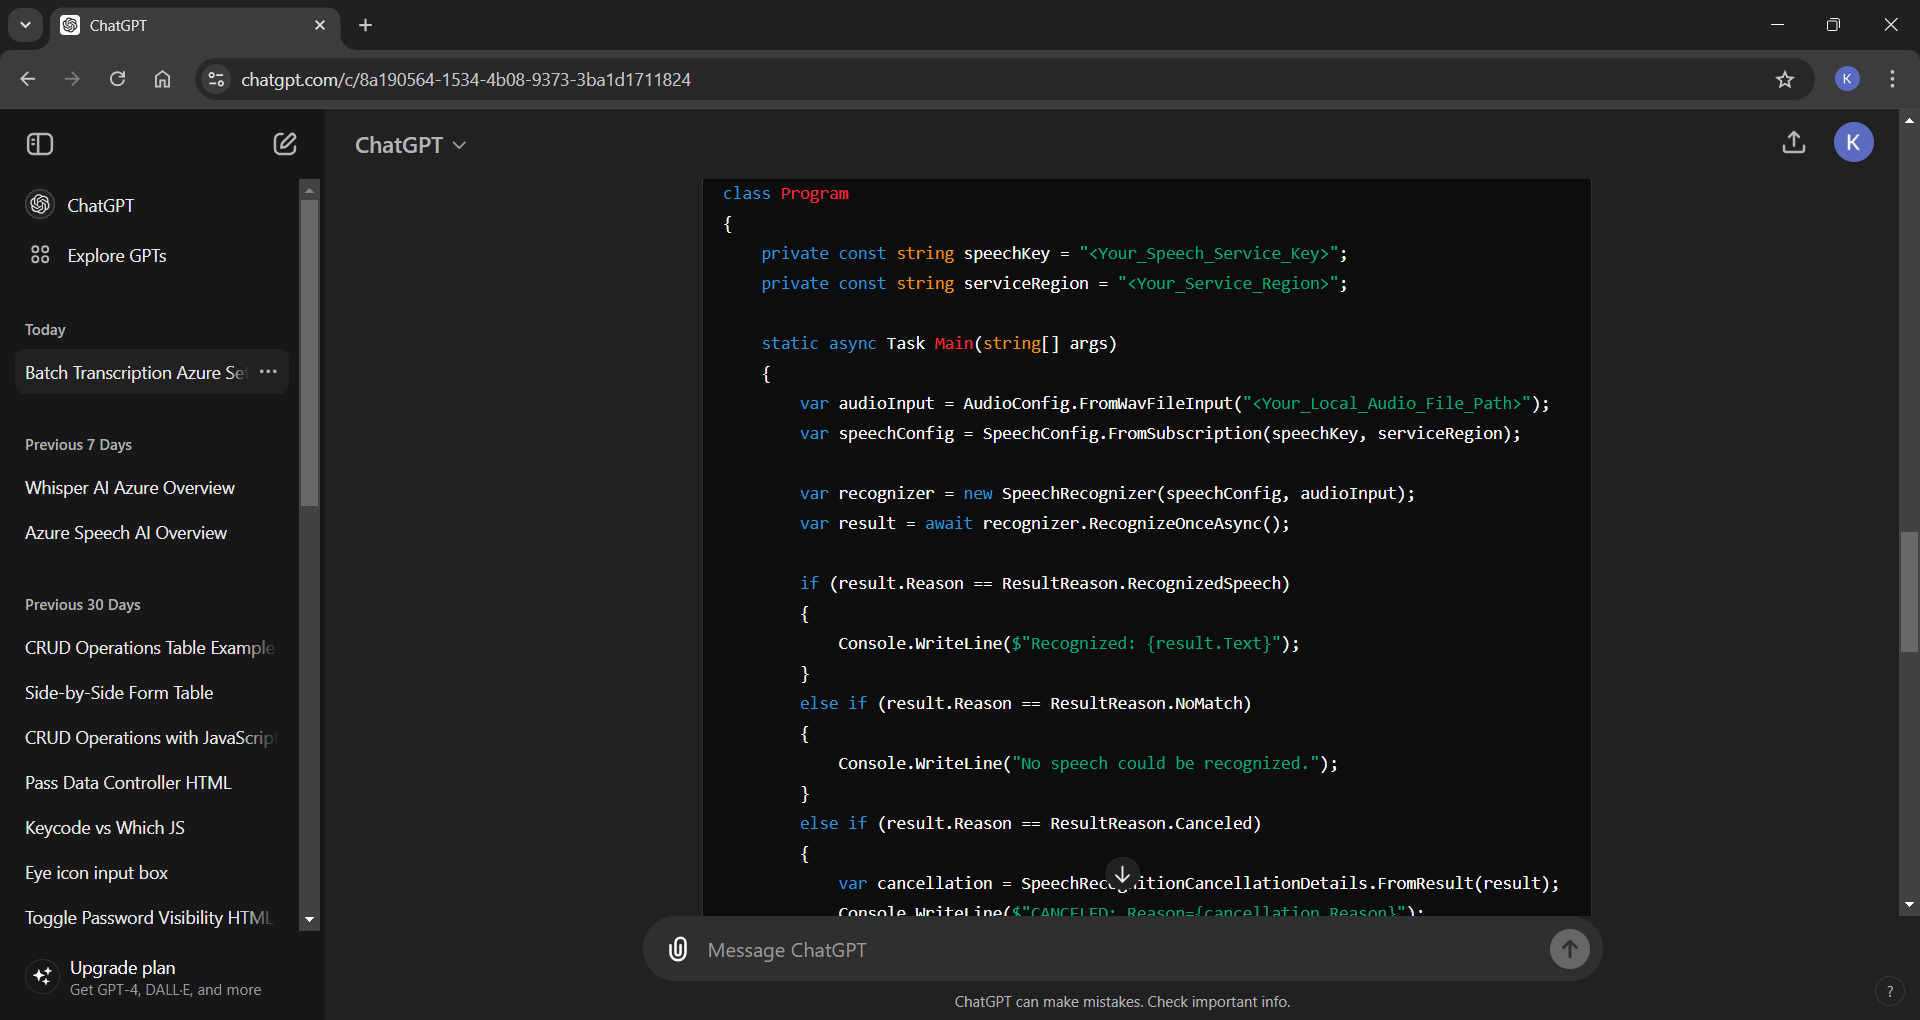 ChatGPT
chatgpt.com/c/8a190564-1534-4b08-9373-3ba1d1711824
K
ChatGPT
K
ChatGPT
Explore GPTs
Today
Batch Transcription Azure Se
Previous 7 Days
Whisper AI Azure Overview
Azure Speech AI Overview
Previous 30 Days
CRUD Operations Table Example
Side-by-Side Form Table
CRUD Operations with JavaScrip
Pass Data Controller HTML
Keycode vs Which JS
Eye icon input box
Toggle Password Visibility HTML
Upgrade plan
Get GPT-4, DALL·E, and more
class Program
{
private const string speechKey = "<Your_Speech_Service_Key>";
private const string serviceRegion = "<Your_Service_Region>";
static async Task Main(string[] args)
{
var audioInput = AudioConfig.FromWavFileInput("<Your_Local_Audio_File_Path>");
var speechConfig = SpeechConfig.FromSubscription(speechKey, serviceRegion);
var recognizer = new SpeechRecognizer(speechConfig, audioInput);
var result = await recognizer.RecognizeOnceAsync();
if (result.Reason == ResultReason.RecognizedSpeech)
{
Console.WriteLine($"Recognized: {result.Text}");
}
else if (result.Reason == ResultReason.NoMatch)
{
Console.WriteLine("No speech could be recognized.");
}
else if (result.Reason == ResultReason.Canceled)
{
var cancellation = SpeechRecognitionCancellationDetails.FromResult(result);
Console.WriteLine($"CANCELED: Reason={cancellation.Reason}");
Message ChatGPT
ChatGPT can make mistakes. Check important info.
?